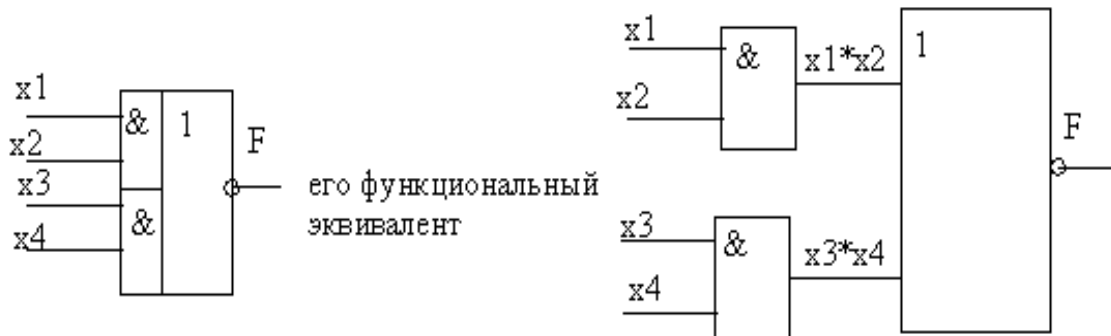 x1
x2
x3
x4
&
&
1
F
его функциональный
эквивалент
x1
x2
&
x1*x2
x3
x4
&
x3*x4
1
F